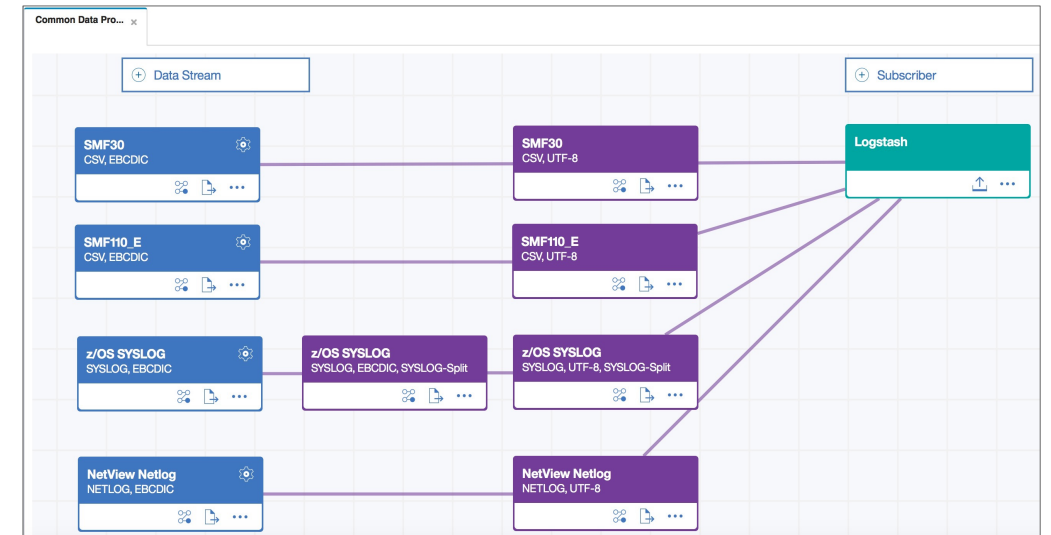 Common Data Pro... x
Data Stream
Subscriber
SMF30
CSV, EBCDIC
SMF30
CSV, UTF-8
Logstash
SMF110_E
CSV, EBCDIC
SMF110_E
CSV, UTF-8
z/OS SYSLOG
SYSLOG, EBCDIC
z/OS SYSLOG
SYSLOG, EBCDIC, SYSLOG-Split
z/OS SYSLOG
SYSLOG, UTF-8, SYSLOG-Split
NetView Netlog
NETLOG, EBCDIC
NetView Netlog
NETLOG, UTF-8